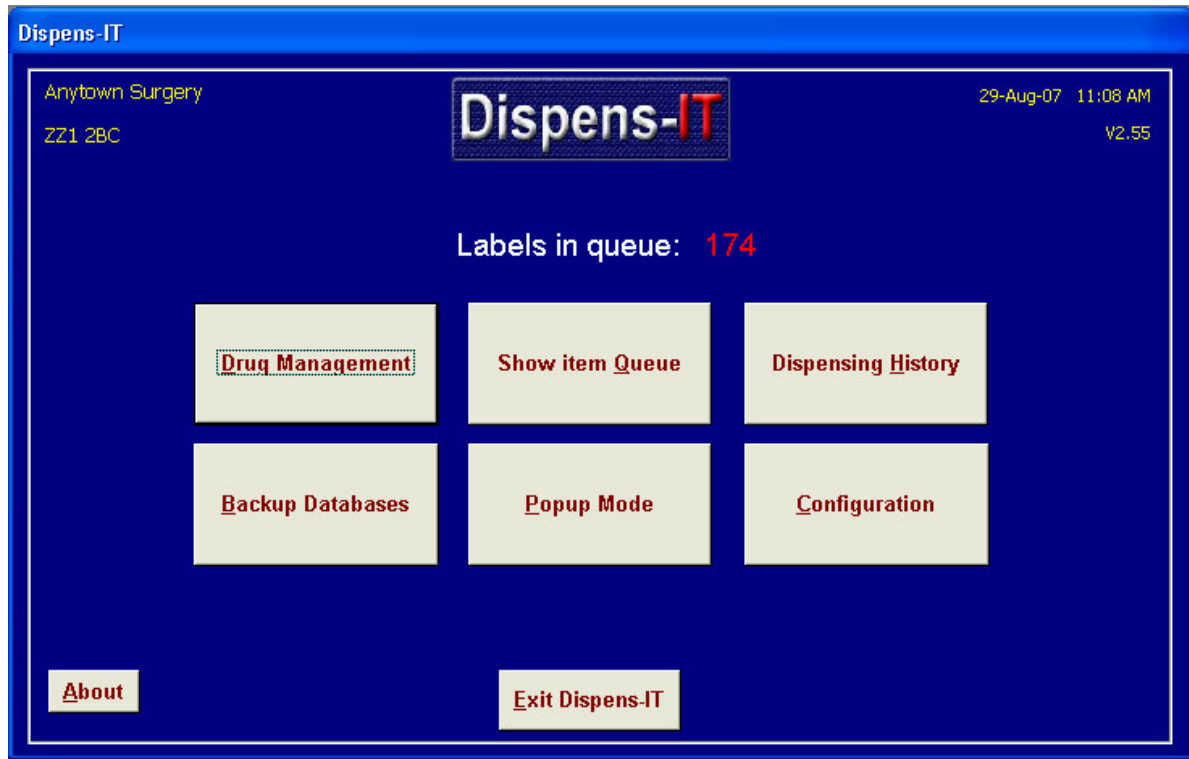 Dispens-IT
Anytown Surgery
Dispens-IT
29-Aug-07 11:08 AM
ZZ1 2BC
V2.55
Labels in queue: 174
Drug Management
Show item Queue
Dispensing History
Backup Databases
Popup Mode
Configuration
About
Exit Dispens-IT